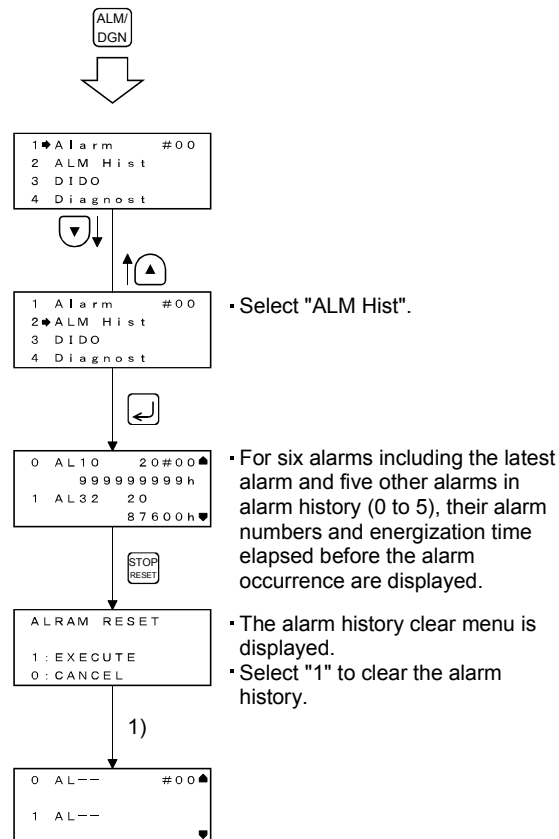 ALM/
DGN
1➡Alarm #00
2 ALM Hist
3 DIDO
4 Diagnost
▼
▲
1 Alarm #00
2➡ALM Hist
3 DIDO
4 Diagnost
▪ Select "ALM Hist".
0 AL10 20#00
999999999h
1 AL32 20
87600h
▪ For six alarms including the latest
alarm and five other alarms in
alarm history (0 to 5), their alarm
numbers and energization time
elapsed before the alarm
occurrence are displayed.
STOP
RESET
ALRAM RESET
1:EXECUTE
0:CANCEL
▪ The alarm history clear menu is
displayed.
▪ Select "1" to clear the alarm
history.
1)
0 AL−− #00
1 AL−−